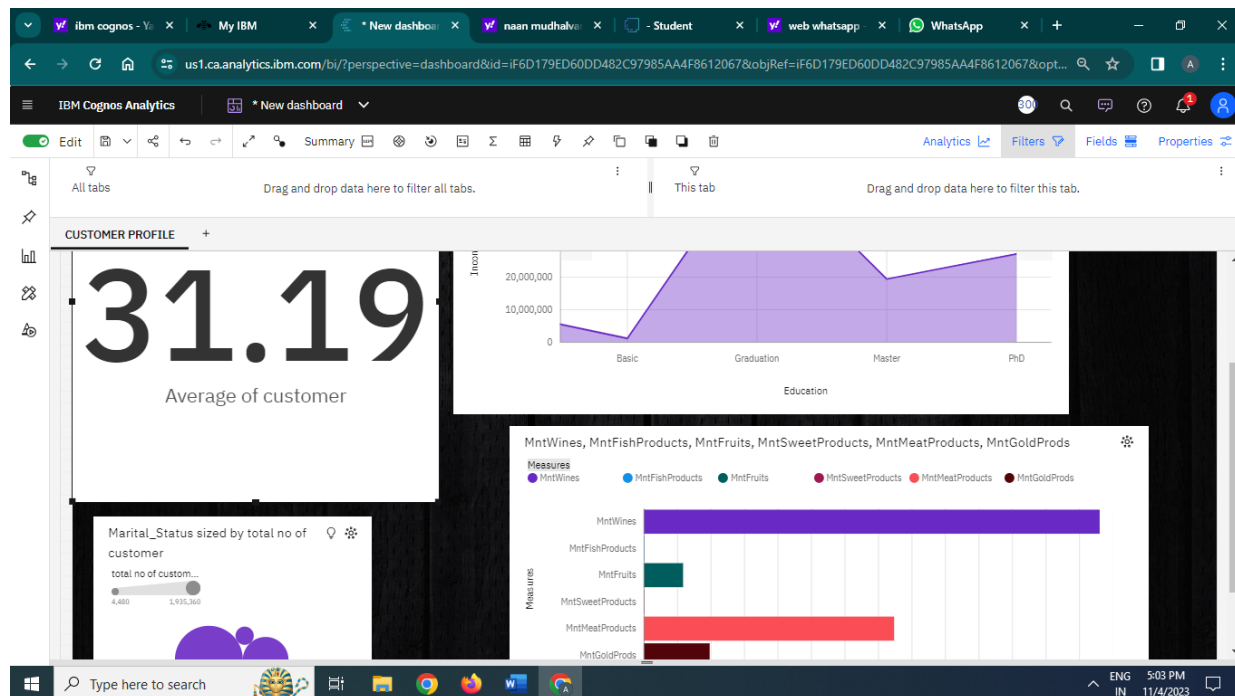 ibm cognos - Ya
My IBM
* New dashboar
naan mudhalva
- Student
web whatsapp -
WhatsApp
us1.ca.analytics.ibm.com/bi/?perspective=dashboard&id=iF6D179ED60DD482C97985AA4F8612067&objRef=iF6D179ED60DD482C97985AA4F8612067&opt...
A
IBM Cognos Analytics
* New dashboard
30
1
Edit
Summary
Analytics
Filters
Fields
Properties
All tabs
Drag and drop data here to filter all tabs.
This tab
Drag and drop data here to filter this tab.
CUSTOMER PROFILE
+
31.19
Average of customer
Incon
20,000,000
10,000,000
0
Basic
Graduation
Master
PhD
Education
MntWines, MntFishProducts, MntFruits, MntSweetProducts, MntMeatProducts, MntGoldProds
Measures
MntWines
MntFishProducts
MntFruits
MntSweetProducts
MntMeatProducts
MntGoldProds
Marital_Status sized by total no of
customer
total no of custom...
4,480
1,935,360
Measures
MntWines
MntFishProducts
MntFruits
MntSweetProducts
MntMeatProducts
MntGoldProds
Type here to search
ENG
IN
5:03 PM
11/4/2023